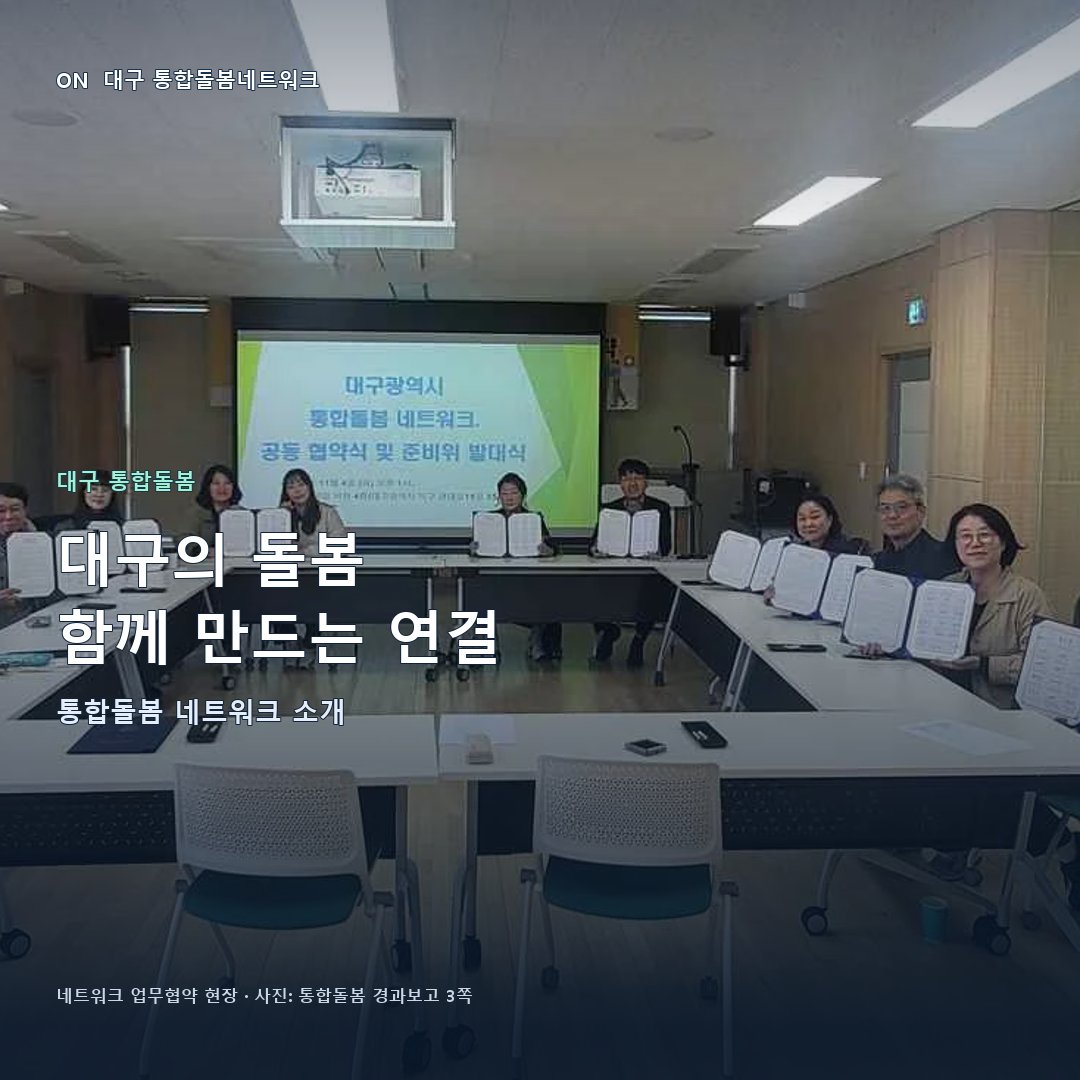 ON 대구 통합돌봄네트워크
대구광역시
통합돌봄 네트워크.
공동 협약식 및 준비위 발대식
대구 통합돌봄
대구의 돌봄
함께 만드는 연결
통합돌봄 네트워크 소개
네트워크 업무협약 현장 · 사진: 통합돌봄 경과보고 3쪽